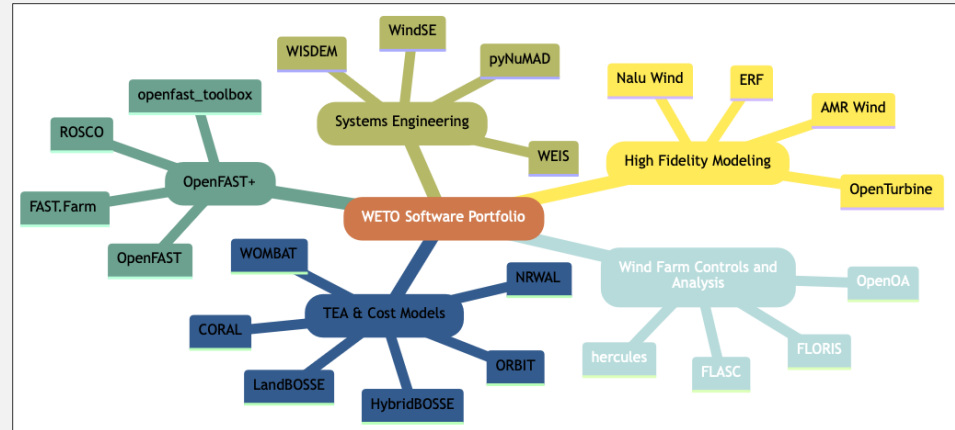 WindSE
WISDEM
pyNuMAD
Nalu Wind
ERF
openfast_toolbox
AMR Wind
Systems Engineering
ROSCO
WEIS
High Fidelity Modeling
OpenFAST+
OpenTurbine
FAST.Farm
WETO Software Portfolio
OpenFAST
WOMBAT
Wind Farm Controls and
Analysis
NRWAL
OpenOA
TEA & Cost Models
CORAL
FLORIS
hercules
ORBIT
FLASC
LandBOSSE
HybridBOSSE